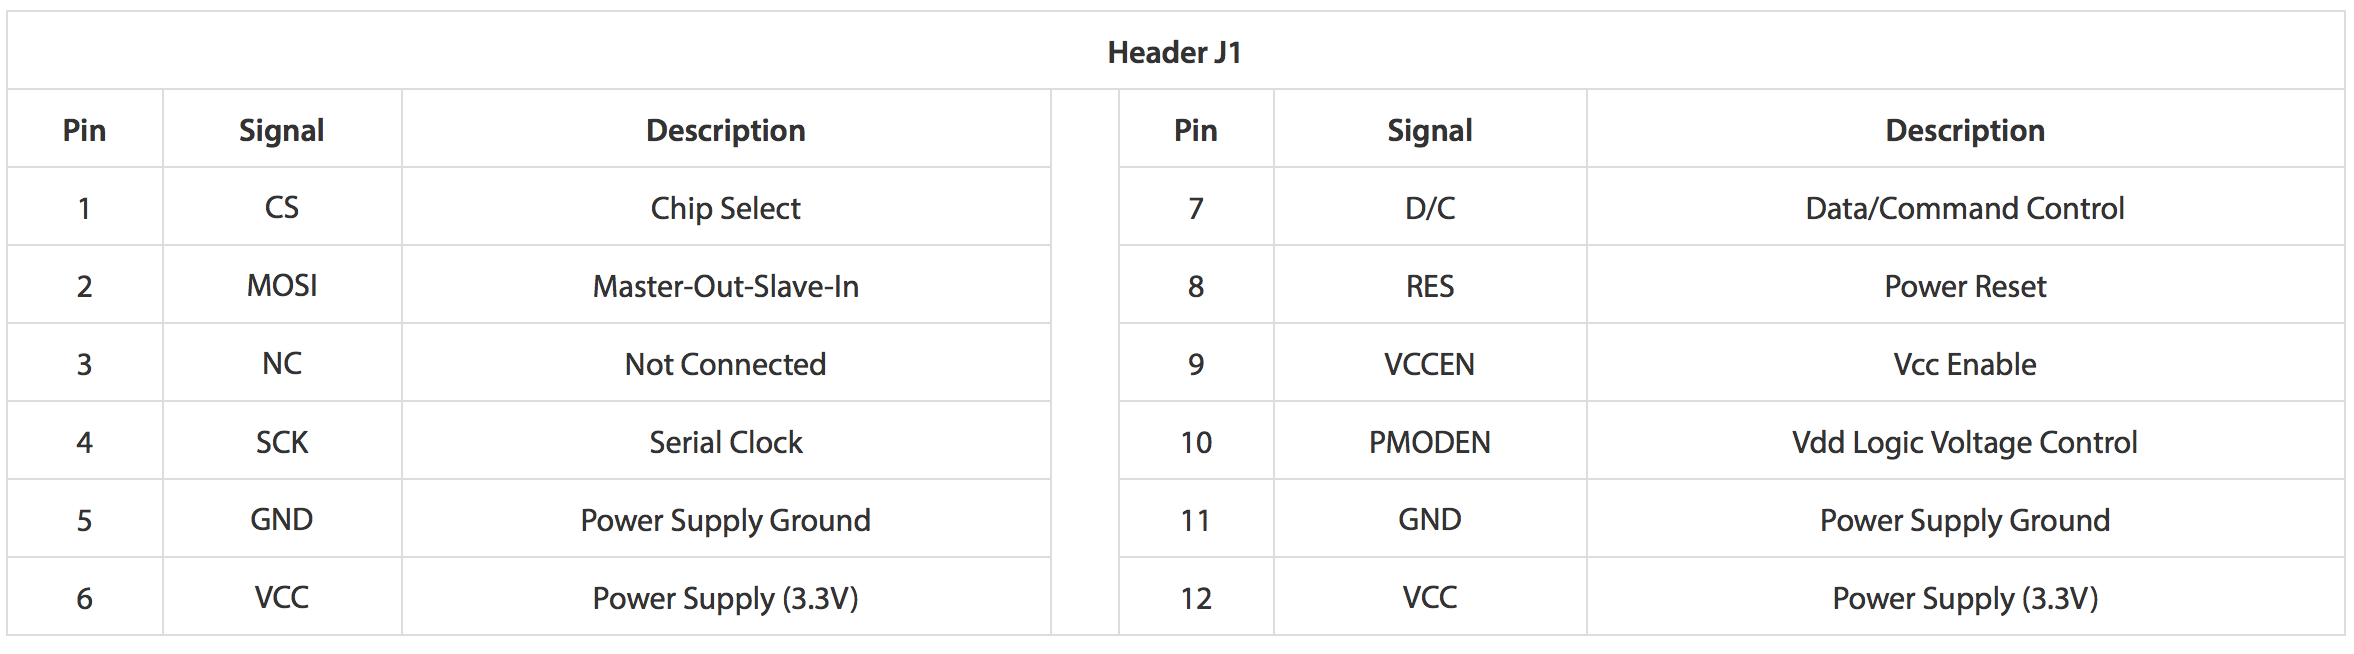 Header J1
Pin Signal Description Pin Signal Description
1 CS Chip Select 7 D/C Data/Command Control
2 MOSI Master-Out-Slave-In 8 RES Power Reset
3 NC Not Connected 9 VCCEN Vcc Enable
4 SCK Serial Clock 10 PMODEN Vdd Logic Voltage Control
5 GND Power Supply Ground 11 GND Power Supply Ground
6 VCC Power Supply (3.3V) 12 VCC Power Supply (3.3V)